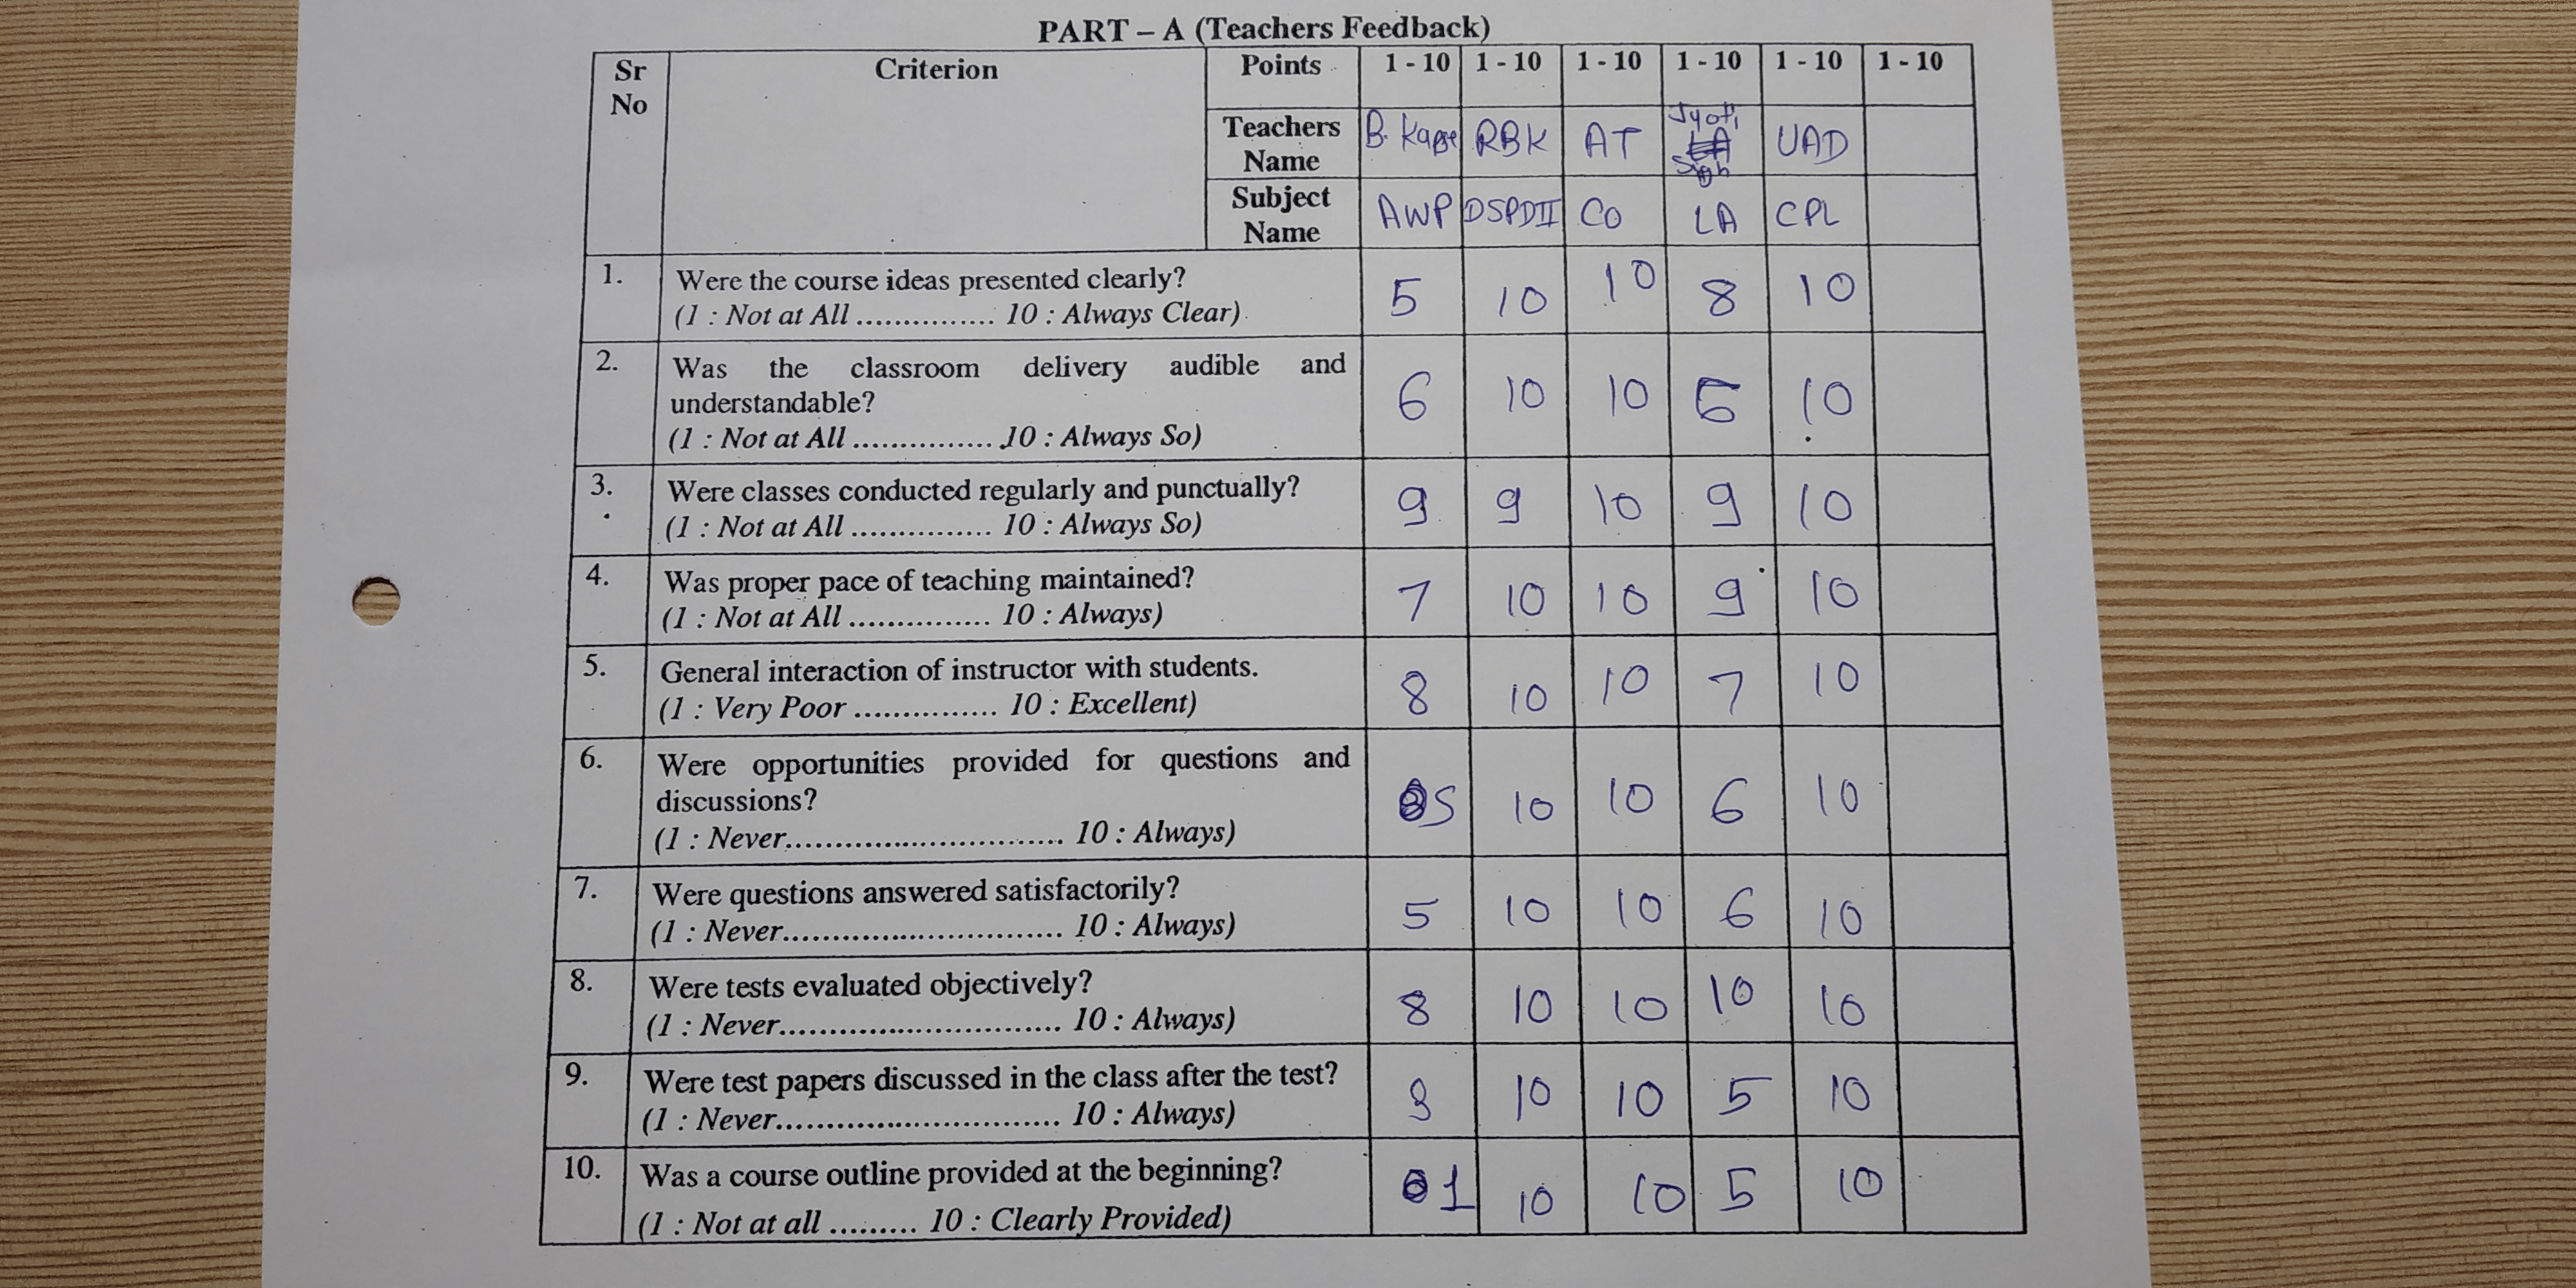 PART – A (Teachers Feedback)
Sr No Criterion Points 1 - 10 1 - 10 1 - 10 1 - 10 1 - 10 1 - 10
Teachers Name B. RBK AT Jyoti UAD
Subject Name AWP DSPDII CO LA CPL
1. Were the course ideas presented clearly? 5 10 10 8 10
(1 : Not at All ............... 10 : Always Clear)
2. Was the classroom delivery audible and
understandable? 6 10 10 10
(1 : Not at All ............... 10 : Always So)
3. Were classes conducted regularly and punctually? 9 9 10 9 10
(1 : Not at All ............... 10 : Always So)
4. Was proper pace of teaching maintained? 7 10 10 9 10
(1 : Not at All ............... 10 : Always)
5. General interaction of instructor with students. 8 10 10 7 10
(1 : Very Poor ............... 10 : Excellent)
6. Were opportunities provided for questions and
discussions? 5 10 10 6 10
(1 : Never.............................. 10 : Always)
7. Were questions answered satisfactorily? 5 10 10 6 10
(1 : Never.............................. 10 : Always)
8. Were tests evaluated objectively? 8 10 10 10 10
(1 : Never.............................. 10 : Always)
9. Were test papers discussed in the class after the test? 10 10 5 10
(1 : Never.............................. 10 : Always)
10. Was a course outline provided at the beginning? 1 10 10 5 10
(1 : Not at all ......... 10 : Clearly Provided)